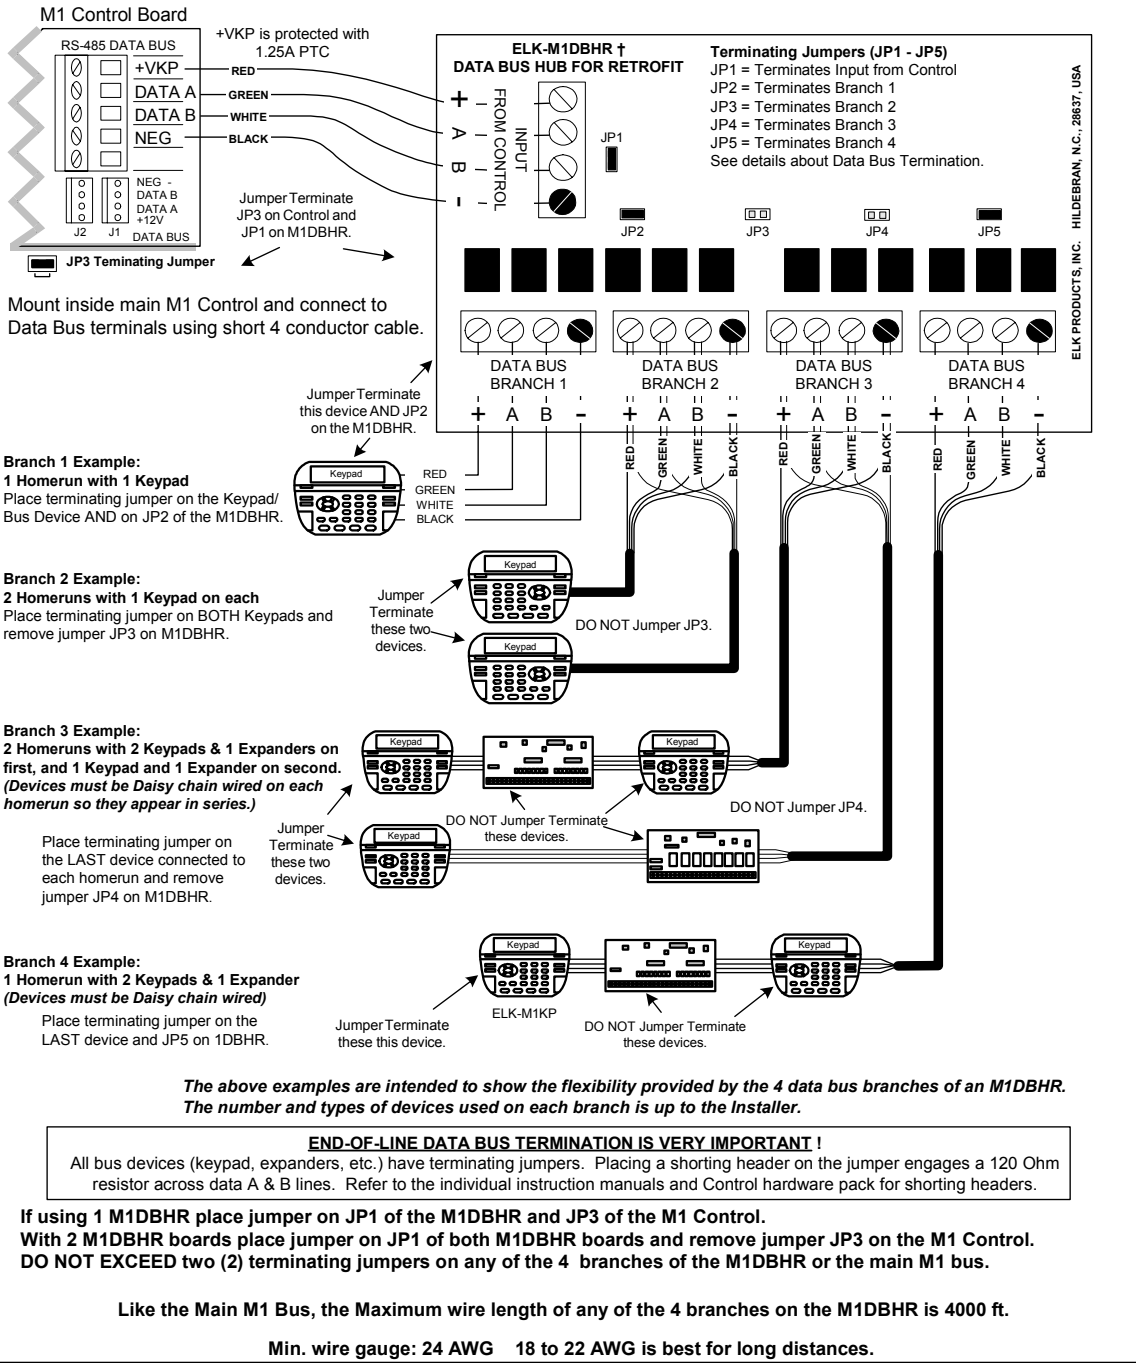 M1 Control Board
RS-485 DATA BUS
+VKP
DATA A
DATA B
NEG
NEG -
DATA B
DATA A
+12V
J2
J1
DATA BUS
JP3 Teminating Jumper
+VKP is protected with
1.25A PTC
RED
GREEN
WHITE
BLACK
Jumper Terminate
JP3 on Control and
JP1 on M1DBHR.
Mount inside main M1 Control and connect to
Data Bus terminals using short 4 conductor cable.
ELK-M1DBHR †
DATA BUS HUB FOR RETROFIT
+
A
B
-
FROM CONTROL
INPUT
JP1
Terminating Jumpers (JP1 - JP5)
JP1 = Terminates Input from Control
JP2 = Terminates Branch 1
JP3 = Terminates Branch 2
JP4 = Terminates Branch 3
JP5 = Terminates Branch 4
See details about Data Bus Termination.
ELK PRODUCTS, INC. HILDEBRAN, N.C., 28637, USA
JP2
JP3
JP4
JP5
DATA BUS
BRANCH 1
DATA BUS
BRANCH 2
DATA BUS
BRANCH 3
DATA BUS
BRANCH 4
+ A B -
+ A B -
+ A B -
+ A B -
RED
GREEN
WHITE
BLACK
RED
GREEN
WHITE
BLACK
RED
GREEN
WHITE
BLACK
Jumper Terminate
this device AND JP2
on the M1DBHR.
Branch 1 Example:
1 Homerun with 1 Keypad
Place terminating jumper on the Keypad/
Bus Device AND on JP2 of the M1DBHR.
Keypad
RED
GREEN
WHITE
BLACK
Branch 2 Example:
2 Homeruns with 1 Keypad on each
Place terminating jumper on BOTH Keypads and
remove jumper JP3 on M1DBHR.
Jumper
Terminate
these two
devices.
Keypad
Keypad
DO NOT Jumper JP3.
Branch 3 Example:
2 Homeruns with 2 Keypads & 1 Expanders on
first, and 1 Keypad and 1 Expander on second.
(Devices must be Daisy chain wired on each
homerun so they appear in series.)
Place terminating jumper on
the LAST device connected to
each homerun and remove
jumper JP4 on M1DBHR.
Jumper
Terminate
these two
devices.
Keypad
Keypad
DO NOT Jumper Terminate
these devices.
DO NOT Jumper JP4.
Keypad
Branch 4 Example:
1 Homerun with 2 Keypads & 1 Expander
(Devices must be Daisy chain wired)
Place terminating jumper on the
LAST device and JP5 on 1DBHR.
Jumper Terminate
these this device.
Keypad
ELK-M1KP
Keypad
DO NOT Jumper Terminate
these devices.
The above examples are intended to show the flexibility provided by the 4 data bus branches of an M1DBHR.
The number and types of devices used on each branch is up to the Installer.
END-OF-LINE DATA BUS TERMINATION IS VERY IMPORTANT !
All bus devices (keypad, expanders, etc.) have terminating jumpers. Placing a shorting header on the jumper engages a 120 Ohm
resistor across data A & B lines. Refer to the individual instruction manuals and Control hardware pack for shorting headers.
If using 1 M1DBHR place jumper on JP1 of the M1DBHR and JP3 of the M1 Control.
With 2 M1DBHR boards place jumper on JP1 of both M1DBHR boards and remove jumper JP3 on the M1 Control.
DO NOT EXCEED two (2) terminating jumpers on any of the 4 branches of the M1DBHR or the main M1 bus.
Like the Main M1 Bus, the Maximum wire length of any of the 4 branches on the M1DBHR is 4000 ft.
Min. wire gauge: 24 AWG 18 to 22 AWG is best for long distances.